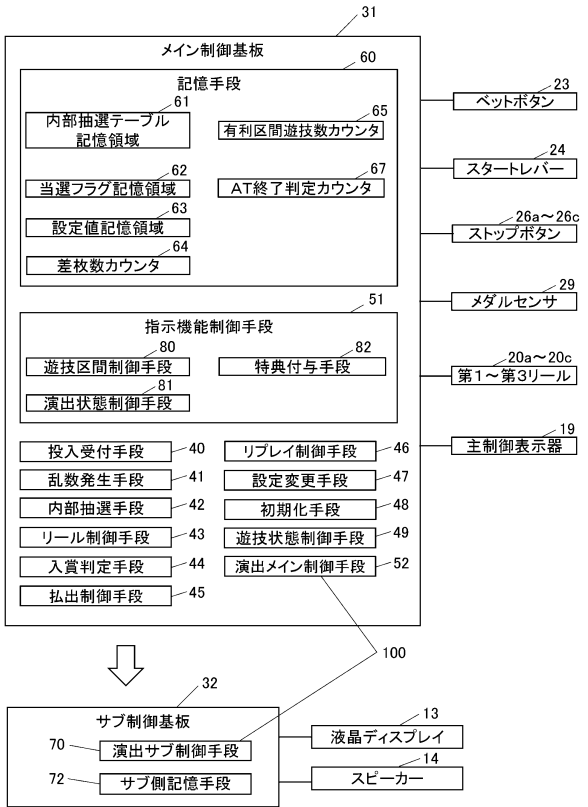 31
メイン制御基板
60
記憶手段
61
内部抽選テーブル
記憶領域
65
有利区間遊技数カウンタ
62
当選フラグ記憶領域
67
AT終了判定カウンタ
63
設定値記憶領域
64
差枚数カウンタ
51
指示機能制御手段
80
遊技区間制御手段
82
特典付与手段
81
演出状態制御手段
投入受付手段
40
乱数発生手段
41
内部抽選手段
42
リール制御手段
43
入賞判定手段
44
払出制御手段
45
リプレイ制御手段
46
設定変更手段
47
初期化手段
48
遊技状態制御手段
49
演出メイン制御手段
52
23
ベットボタン
24
スタートレバー
26a～26c
ストップボタン
29
メダルセンサ
20a～20c
第1～第3リール
19
主制御表示器
100
32
サブ制御基板
70
演出サブ制御手段
72
サブ側記憶手段
13
液晶ディスプレイ
14
スピーカー